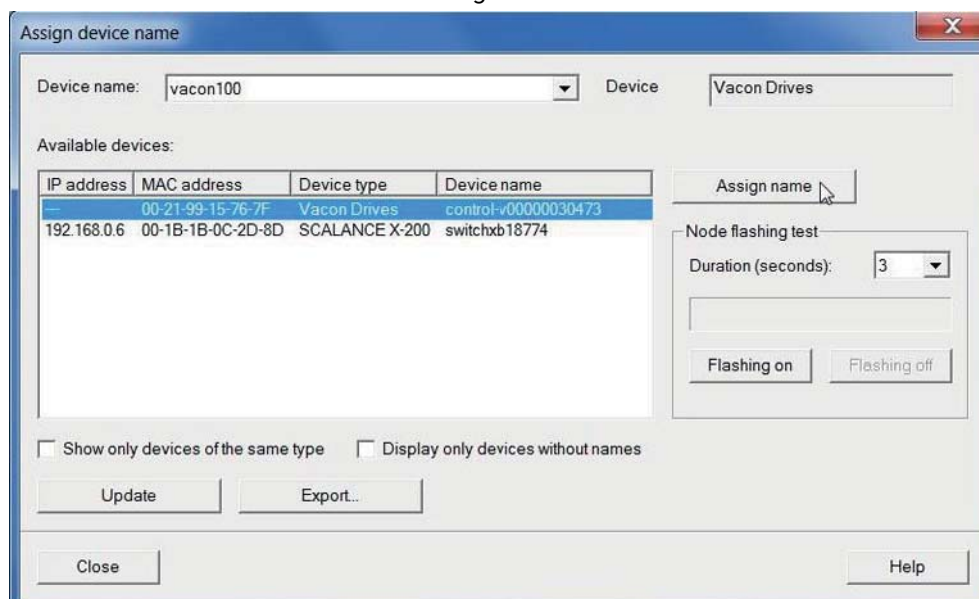 Assign device name
Device name: vacon100 Device Vacon Drives
Available devices:
IP address MAC address Device type Device name
--- 00-21-99-15-76-7F Vacon Drives control-v00000030473
192.168.0.6 00-1B-1B-0C-2D-8D SCALANCE X-200 switchxb18774
Assign name
Node flashing test
Duration (seconds): 3
Flashing on Flashing off
Show only devices of the same type Display only devices without names
Update Export...
Close Help